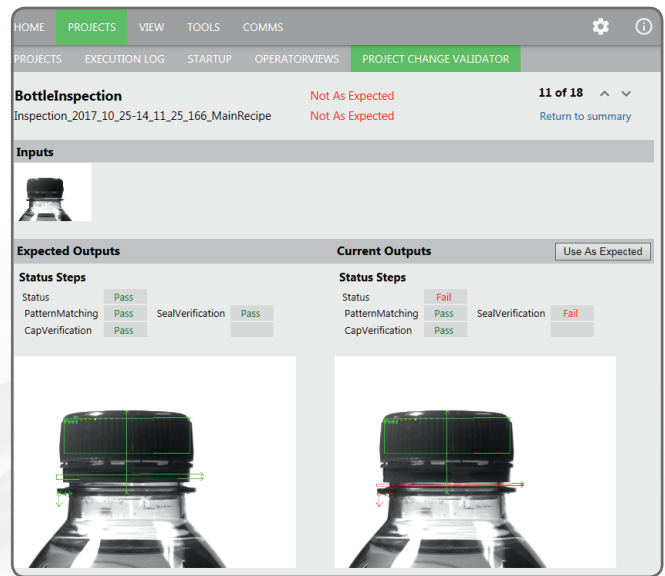 HOME PROJECTS VIEW TOOLS COMMS
PROJECTS EXECUTION LOG STARTUP OPERATORVIEWS PROJECT CHANGE VALIDATOR
BottleInspection Not As Expected 11 of 18
Inspection_2017_10_25-14_11_25_166_MainRecipe Not As Expected Return to summary
Inputs
Expected Outputs Current Outputs Use As Expected
Status Steps Status Steps
Status Pass Status Fail
PatternMatching Pass SealVerification Pass PatternMatching Pass SealVerification Fail
CapVerification Pass CapVerification Pass
Pass Pass